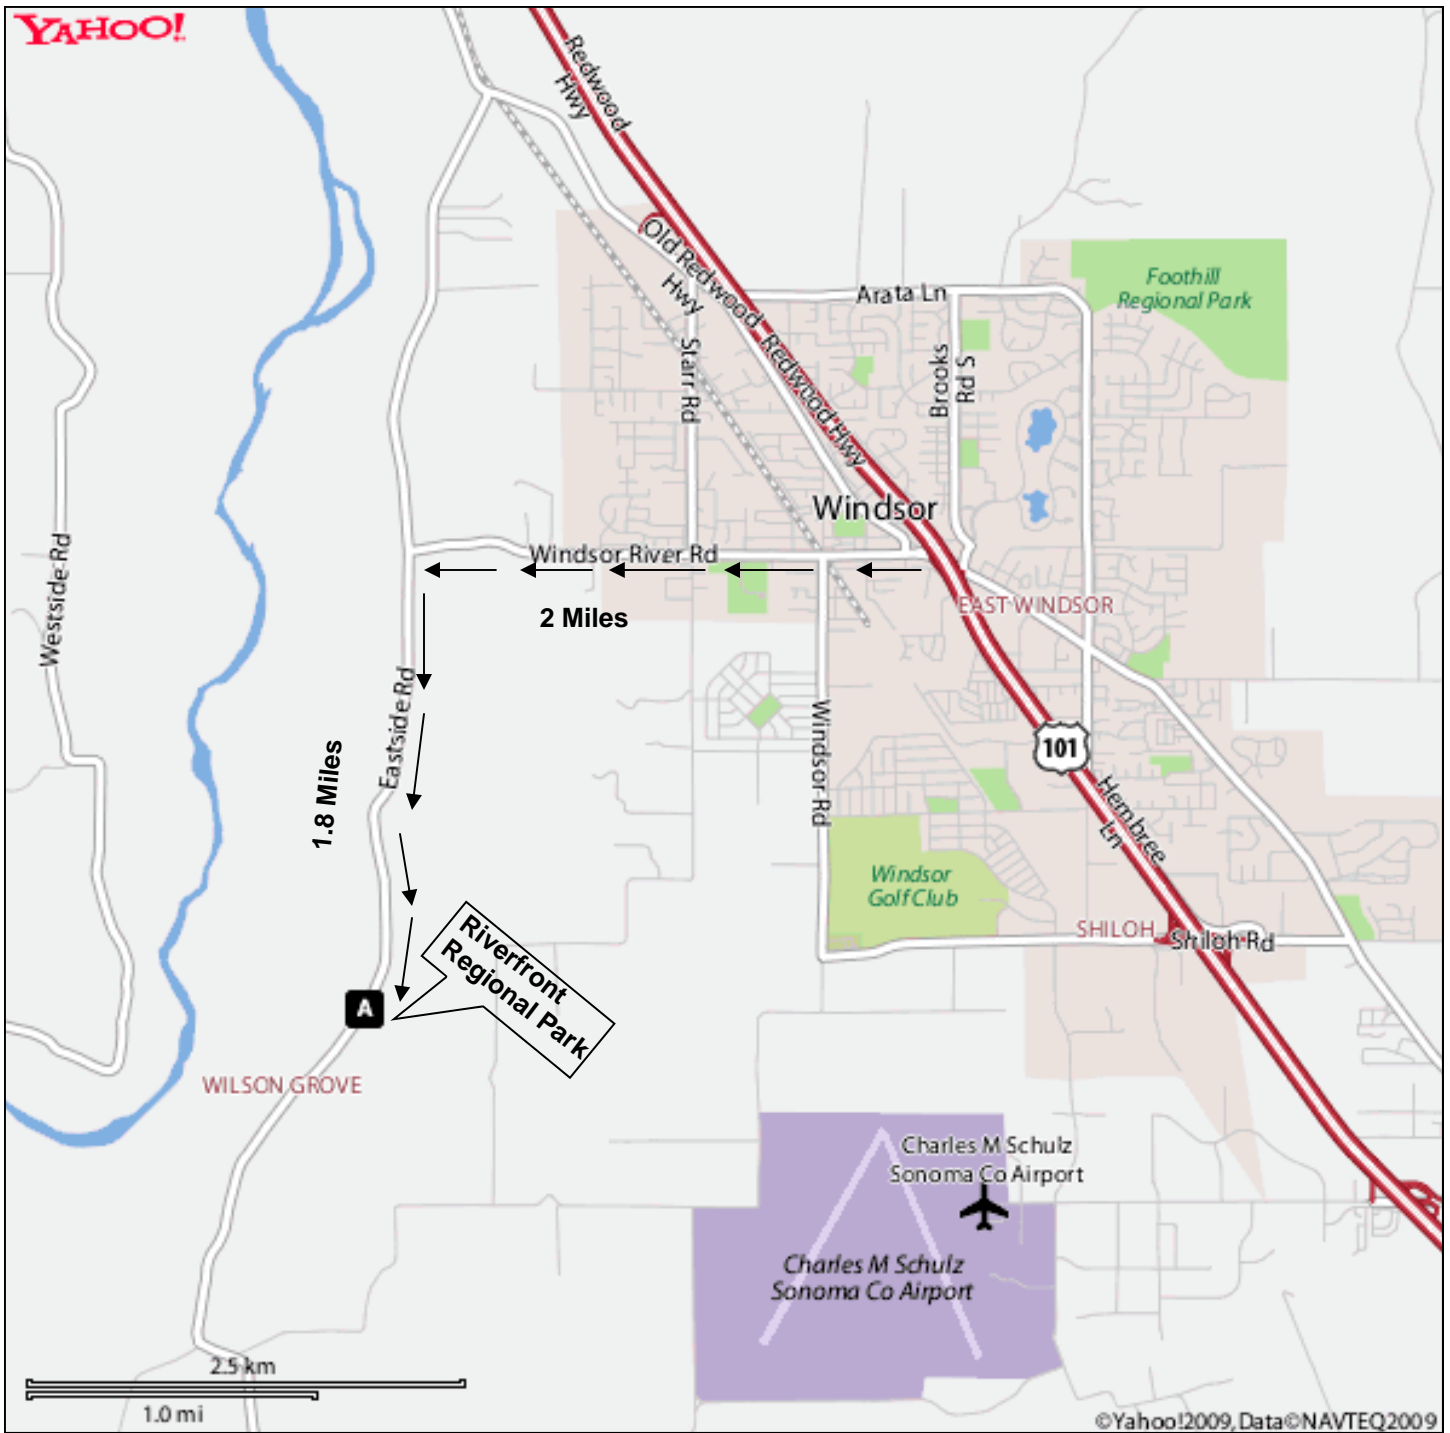 YAHOO!
Redwood
Hwy
Old Redwood
Hwy
Arata Ln
Foothill
Regional Park
Starr Rd
Redwood Hwy
Brooks
Rd S
Windsor
Windsor River Rd
2 Miles
EAST WINDSOR
Westside Rd
Eastside Rd
1.8 Miles
Windsor Rd
101
Hembree
Ln
Windsor
Golf Club
SHILOH
Shiloh Rd
Riverfront
Regional Park
A
WILSON GROVE
Charles M Schulz
Sonoma Co Airport
Charles M Schulz
Sonoma Co Airport
2.5 km
1.0 mi
©Yahoo!2009, Data©NAVTEQ2009